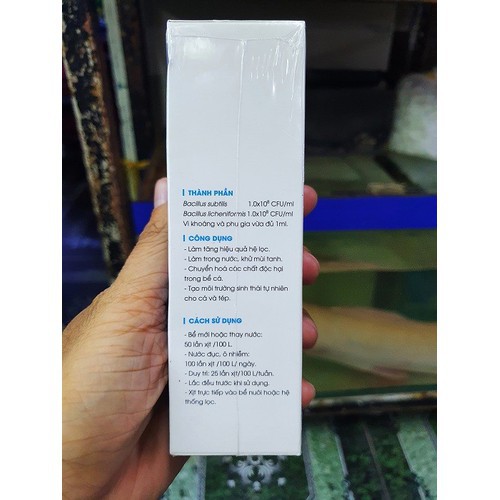 THÀNH PHẦN
Bacillus subtilis 1.0x10⁸ CFU/ml
Bacillus licheniformis 1.0x10⁸ CFU/ml
Vi khoáng và phụ gia vừa đủ 1ml.
CÔNG DỤNG
- Làm tăng hiệu quả hệ lọc.
- Làm trong nước, khử mùi tanh.
- Chuyển hoá các chất độc hại
trong bể cá.
- Tạo môi trường sinh thái tự nhiên
cho cá và tép.
CÁCH SỬ DỤNG
- Bể mới hoặc thay nước:
50 lần xịt /100 L.
- Nước đục, ô nhiễm:
100 lần xịt /100 L/ ngày.
- Duy trì: 25 lần xịt/100 L/tuần.
- Lắc đều trước khi sử dụng.
- Xịt trực tiếp vào bể nuôi hoặc hệ
thống lọc.